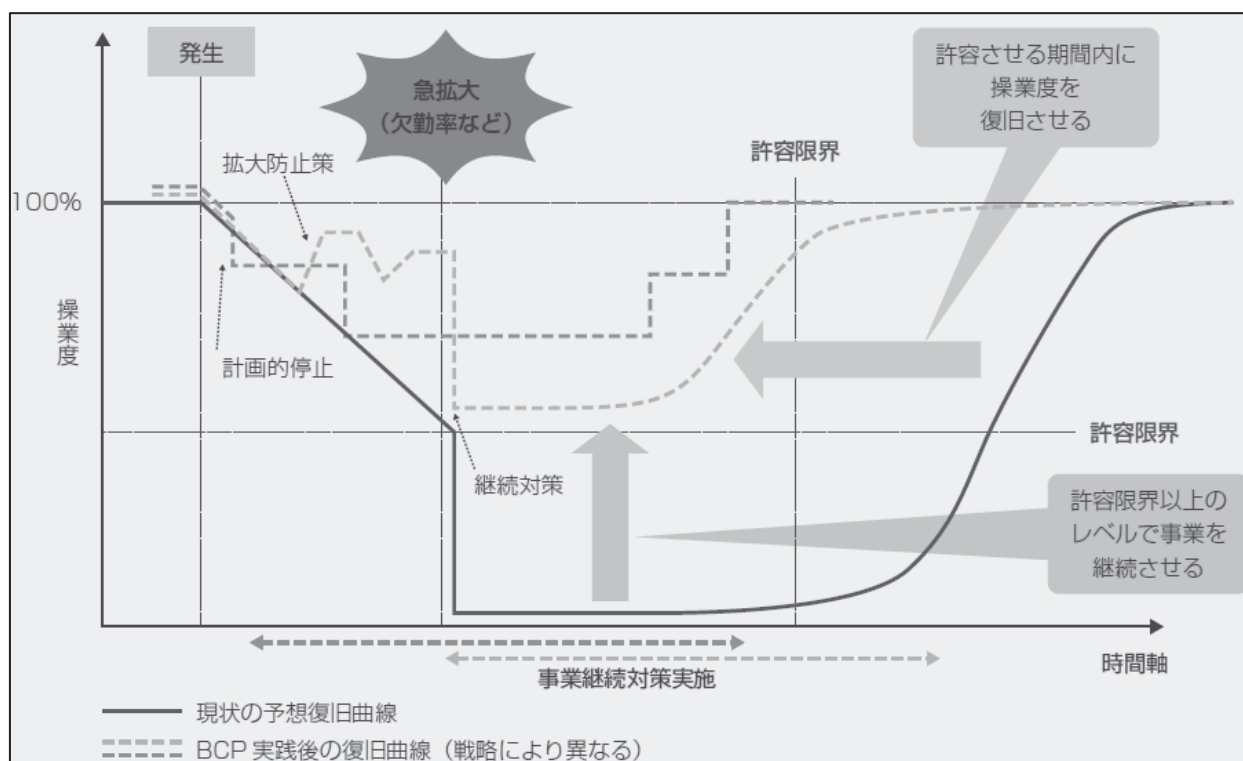 発生
急拡大
（欠勤率など）
許容させる期間内に
操業度を
復旧させる
拡大防止策
許容限界
100%
操業度
計画的停止
許容限界
継続対策
許容限界以上の
レベルで事業を
継続させる
事業継続対策実施
時間軸
現状の予想復旧曲線
BCP 実践後の復旧曲線（戦略により異なる）